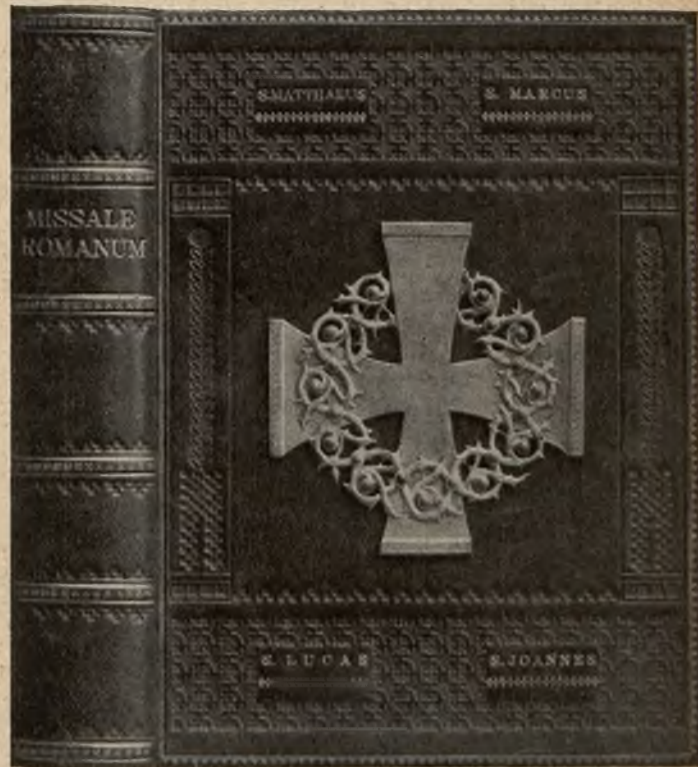 MISSALE
ROMANUM
S. MATTHAEUS
S. MARCUS
S. LUCAS
S. JOANNES